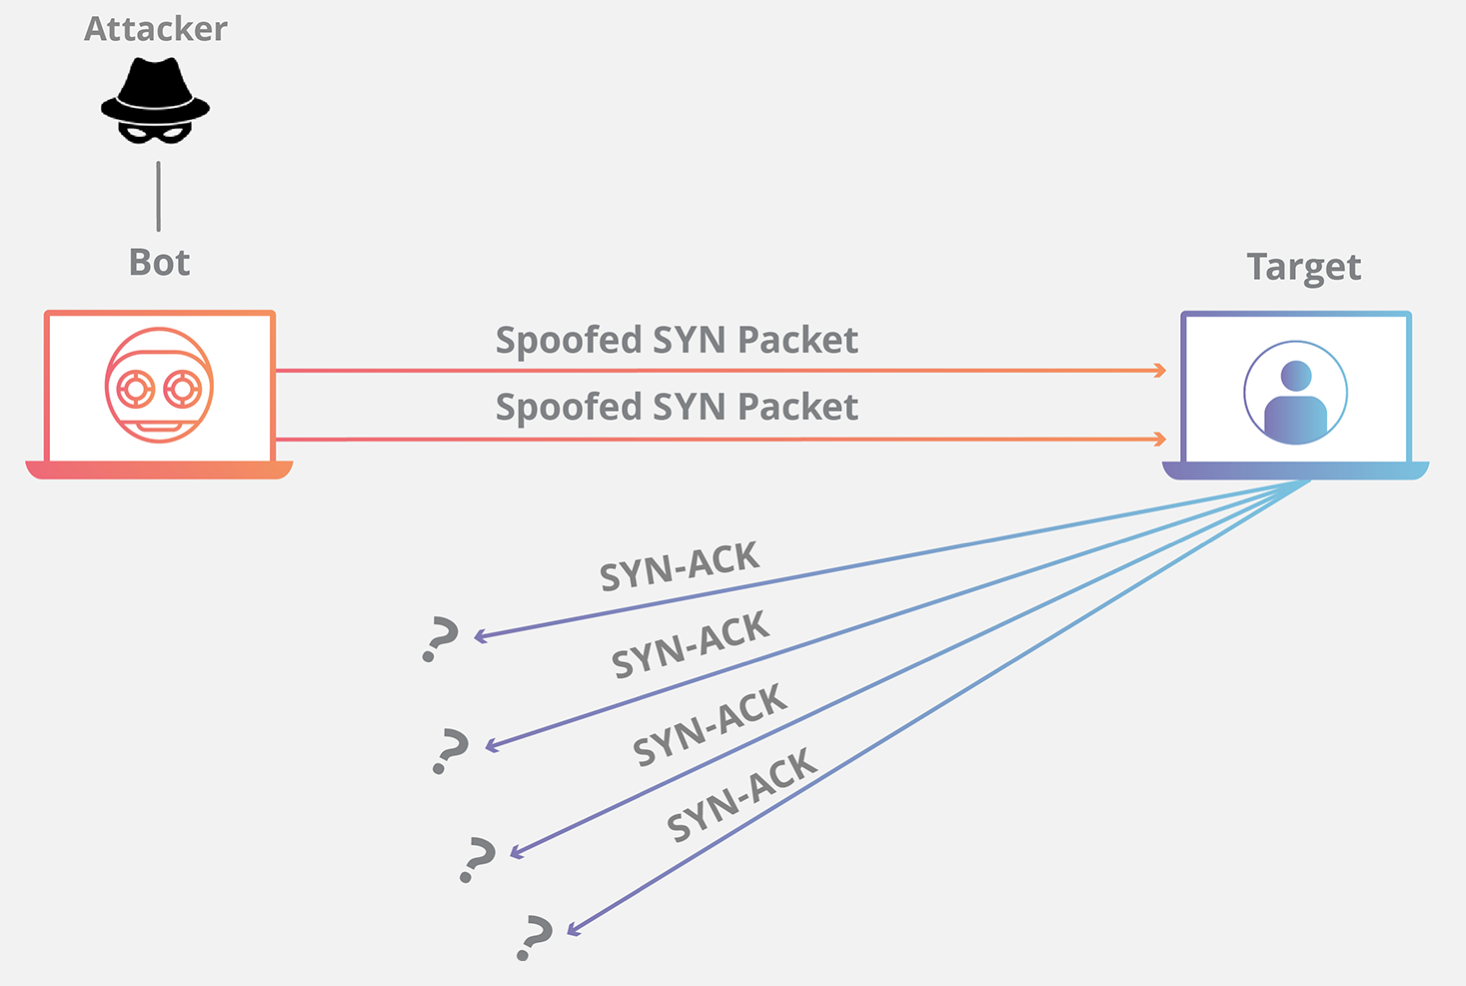 Attacker
Bot
Target
Spoofed SYN Packet
Spoofed SYN Packet
SYN-ACK
?
SYN-ACK
?
SYN-ACK
?
SYN-ACK
?